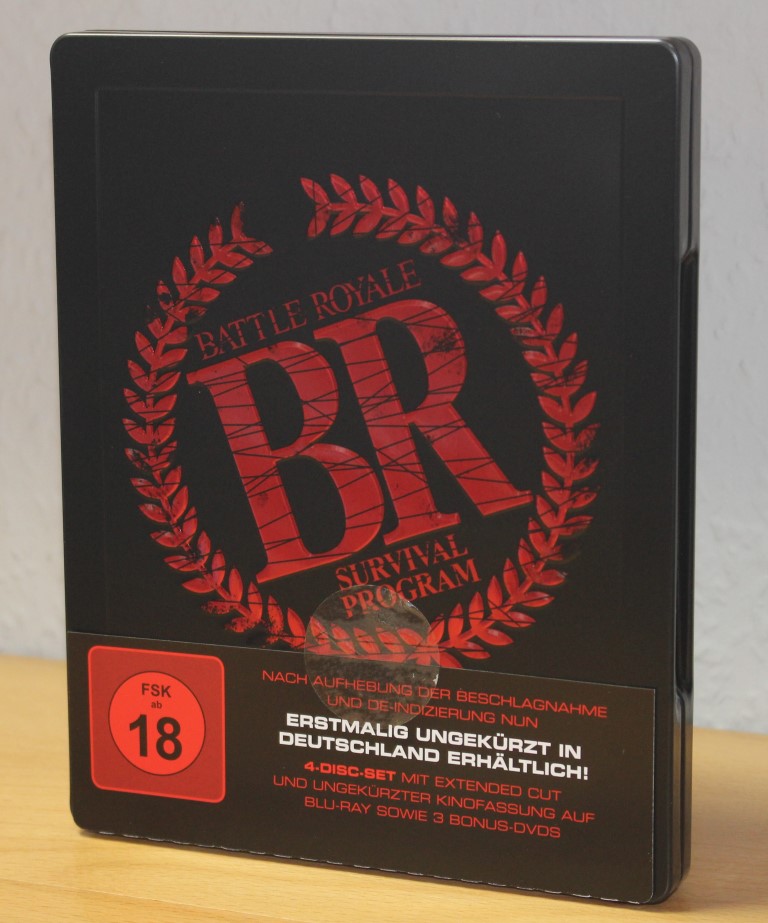 BATTLE ROYALE
BR
SURVIVAL
PROGRAM
FSK
ab
18
NACH AUFHEBUNG DER BESCHLAGNAHME
UND DE-INDIZIERUNG NUN
ERSTMALIG UNGEKÜRZT IN
DEUTSCHLAND ERHÄLTLICH!
4-DISC-SET MIT EXTENDED CUT
UND UNGEKÜRZTER KINOFASSUNG AUF
BLU-RAY SOWIE 3 BONUS-DVDS